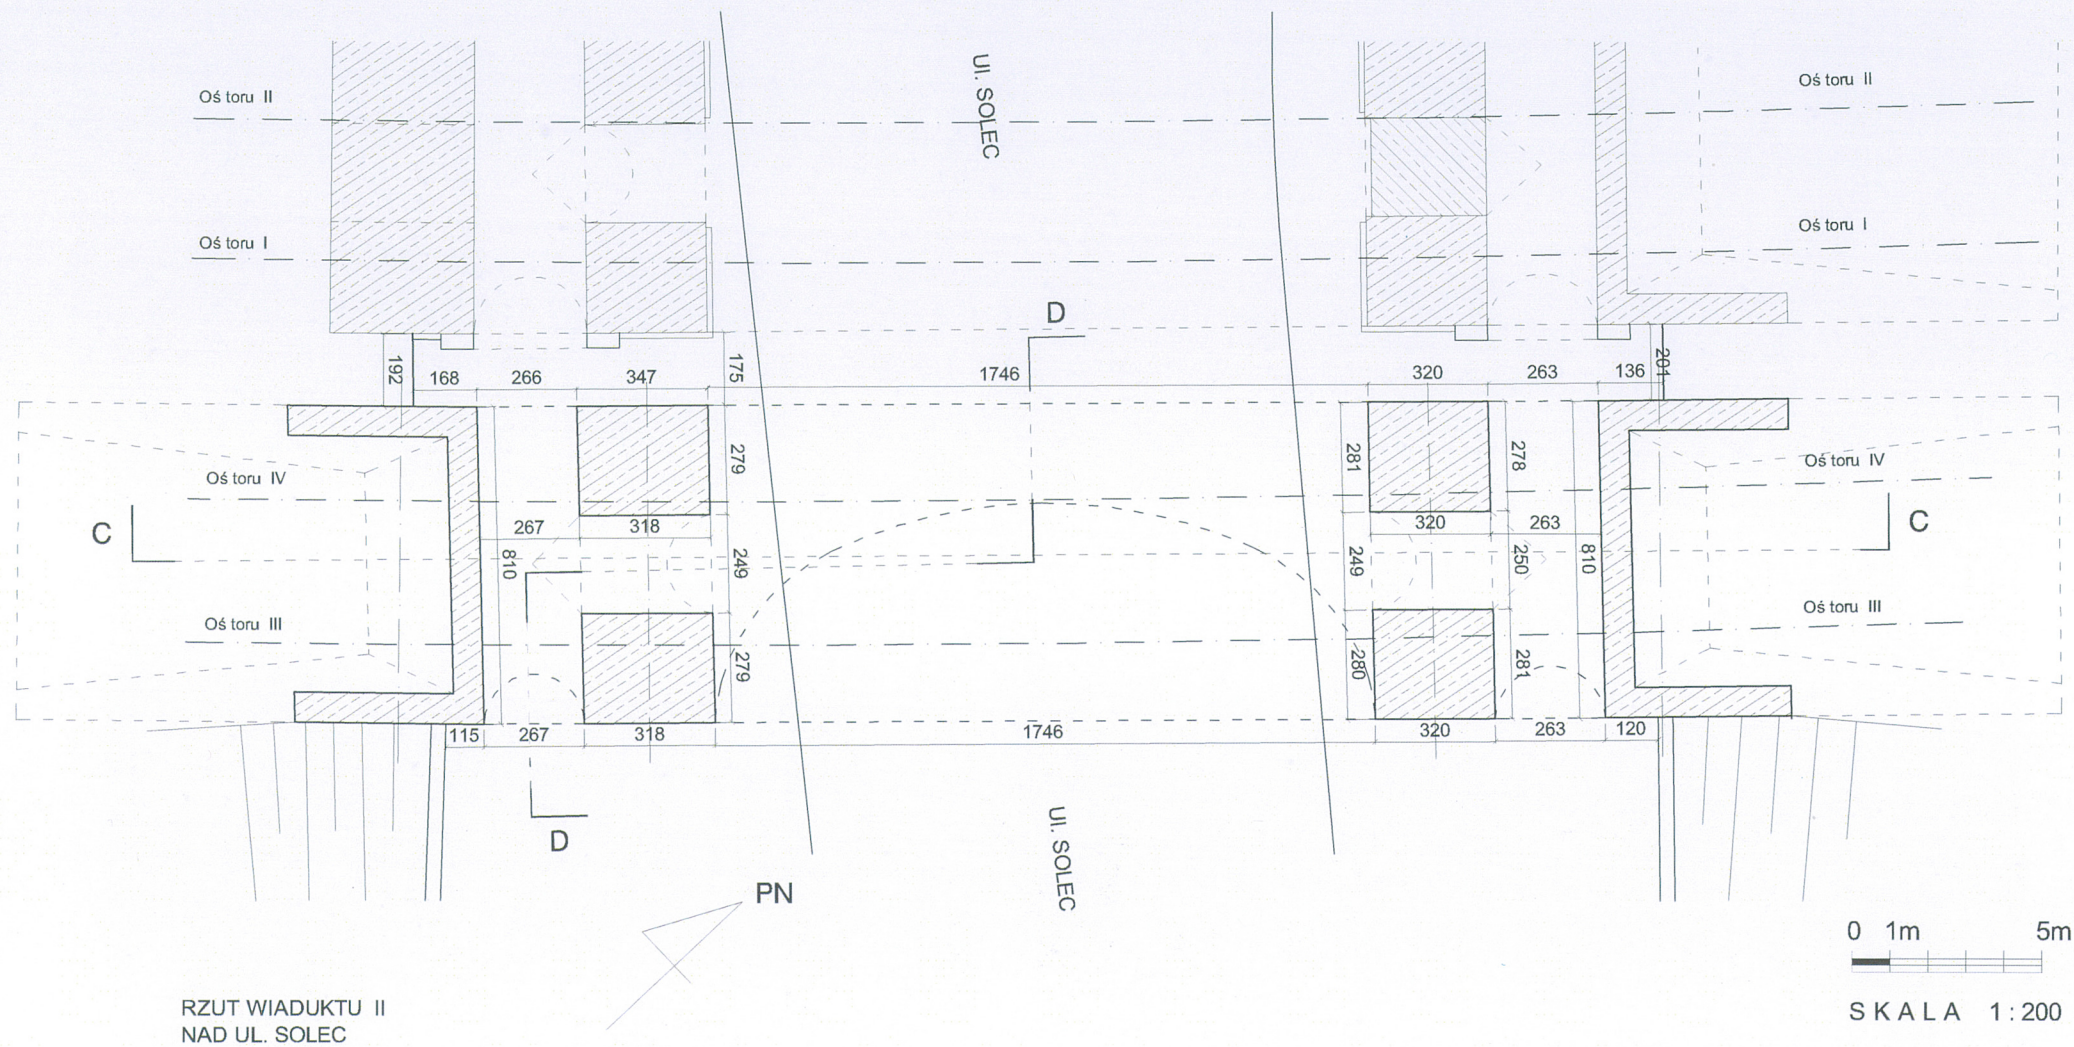 Oś toru II
Ul. SOLEC
Oś toru II
Oś toru I
Oś toru I
D
192
168
266
347
175
1746
320
263
136
201
279
281
278
Oś toru IV
Oś toru IV
C
267
318
320
263
C
810
249
249
250
810
Oś toru III
Oś toru III
279
280
281
115
267
318
1746
320
263
120
D
Ul. SOLEC
PN
0 1m 5m
RZUT WIADUKTU II
NAD UL. SOLEC
SKALA 1:200